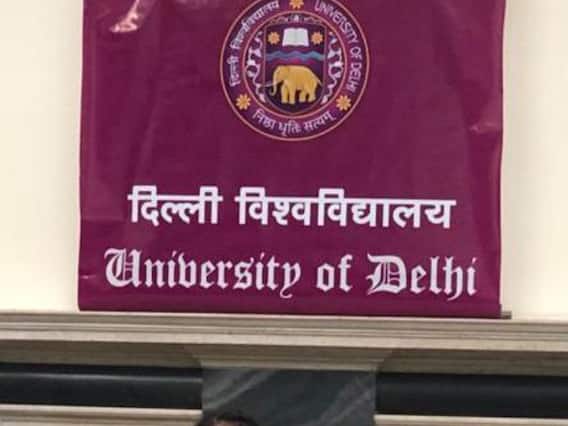 दिल्ली विश्वविद्यालय UNIVERSITY OF DELHI
निष्ठा धृतिः सत्यम्
दिल्ली विश्वविद्यालय
University of Delhi